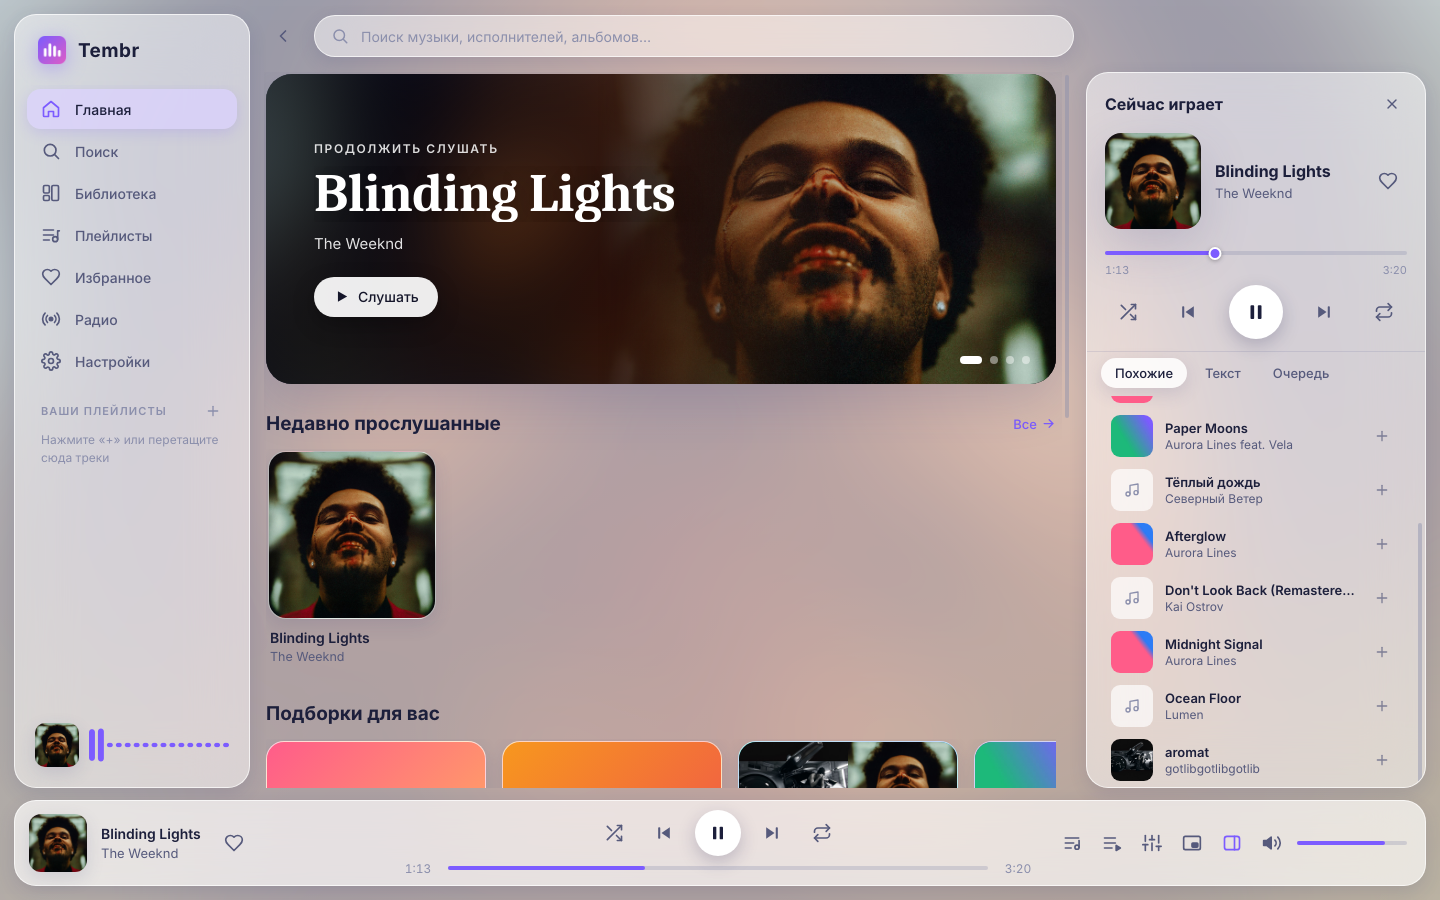 Tembr
Главная
Поиск
Библиотека
Плейлисты
Избранное
Радио
Настройки
ВАШИ ПЛЕЙЛИСТЫ
Нажмите «+» или перетащите
сюда треки
Поиск музыки, исполнителей, альбомов...
ПРОДОЛЖИТЬ СЛУШАТЬ
Blinding Lights
The Weeknd
Слушать
Недавно прослушанные
Все
Blinding Lights
The Weeknd
Подборки для вас
Сейчас играет
Blinding Lights
The Weeknd
1:13
3:20
Похожие
Текст
Очередь
Paper Moons
Aurora Lines feat. Vela
Тёплый дождь
Северный Ветер
Afterglow
Aurora Lines
Don't Look Back (Remastere...
Kai Ostrov
Midnight Signal
Aurora Lines
Ocean Floor
Lumen
aromat
gotlibgotlibgotlib
Blinding Lights
The Weeknd
1:13
3:20